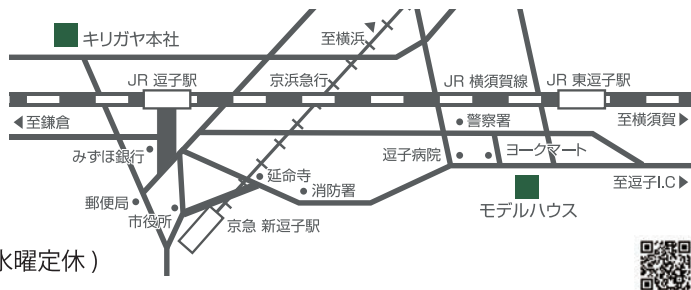 キリガヤ本社
至横浜
JR 逗子駅
京浜急行
JR 横須賀線
JR 東逗子駅
至鎌倉
警察署
至横須賀
みずほ銀行
逗子病院
ヨークマート
延命寺
至逗子I.C
消防署
郵便局
市役所
モデルハウス
京急 新逗子駅
水曜定休)